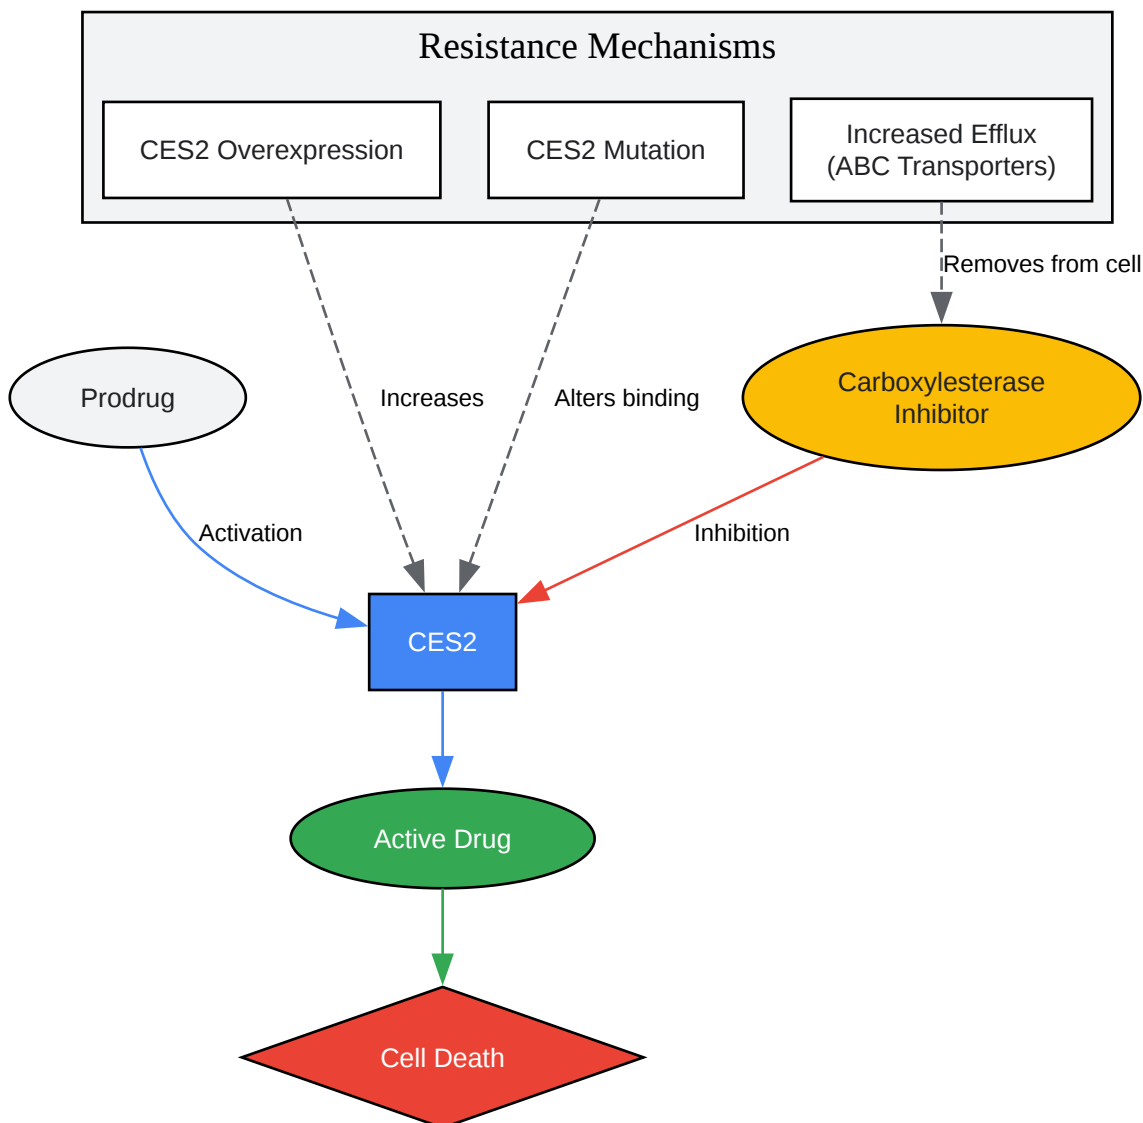 Resistance Mechanisms
CES2 Overexpression
CES2 Mutation
Increased Efflux
(ABC Transporters)
Removes from cell
Prodrug
Increases
Alters binding
Carboxylesterase
Inhibitor
Activation
Inhibition
CES2
Active Drug
Cell Death